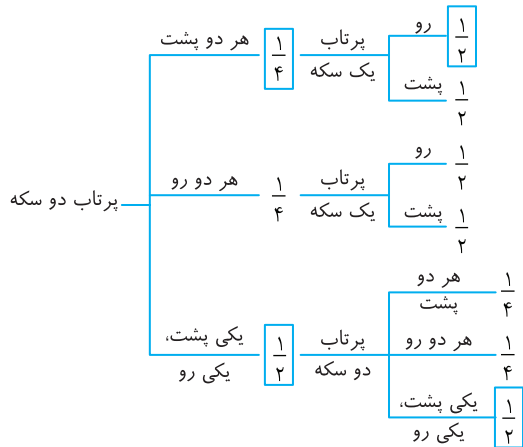 پرتاب دو سکه
هر دو پشت
۱/۴
پرتاب
یک سکه
رو
۱/۲
پشت
۱/۲
هر دو رو
۱/۴
پرتاب
یک سکه
رو
۱/۲
پشت
۱/۲
یکی پشت،
یکی رو
۱/۲
پرتاب
دو سکه
هر دو
پشت
۱/۴
هر دو رو
۱/۴
یکی پشت،
یکی رو
۱/۲